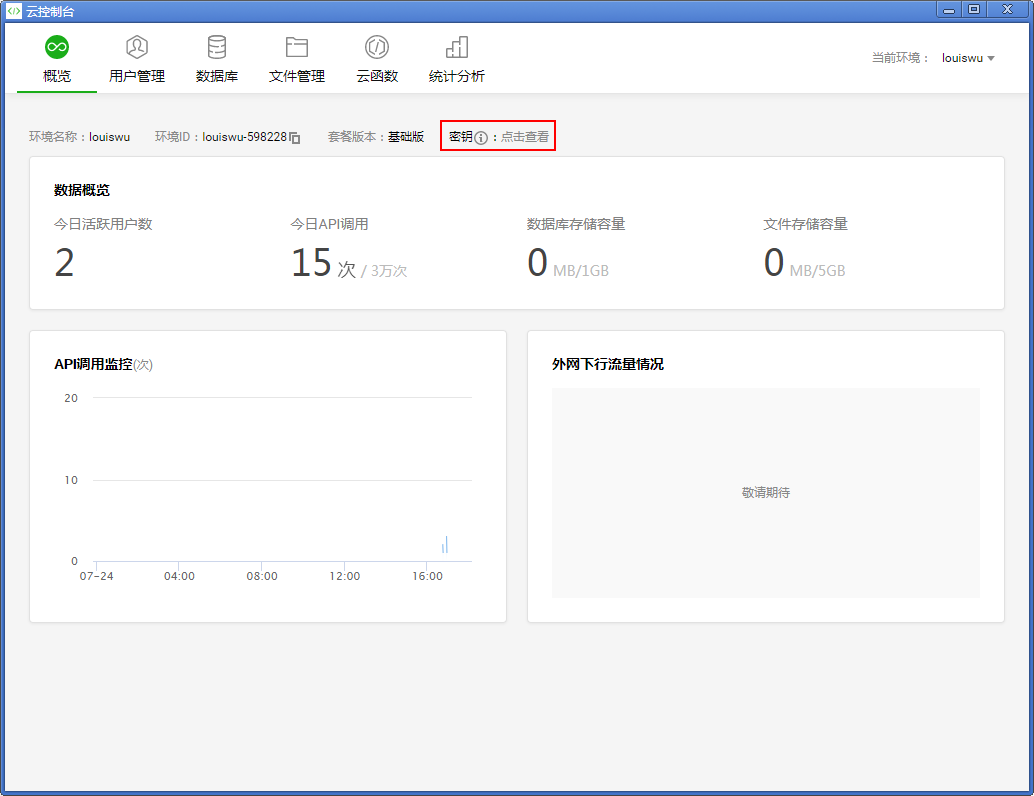 云控制台
概览 用户管理 数据库 文件管理 云函数 统计分析 当前环境： louiswu
环境名称：louiswu 环境ID：louiswu-598228 套餐版本：基础版 密钥：点击查看
数据概览
今日活跃用户数 今日API调用 数据库存储容量 文件存储容量
2 15 次 / 3万次 0 MB/1GB 0 MB/5GB
API调用监控(次) 外网下行流量情况
20
10
敬请期待
0
07-24 04:00 08:00 12:00 16:00